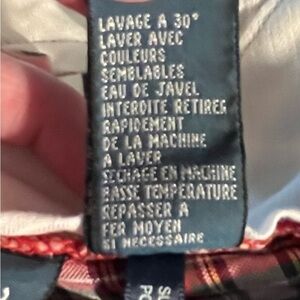 LAVAGE A 30°
LAVER AVEC
COULEURS
SEMBLABLES
EAU DE JAVEL
INTERDITE RETIRER
RAPIDEMENT
DE LA MACHINE
A LAVER
SECHAGE EN MACHINE
BASSE TEMPERATURE
REPASSER A
FER MOYEN
SI NECESSAIRE